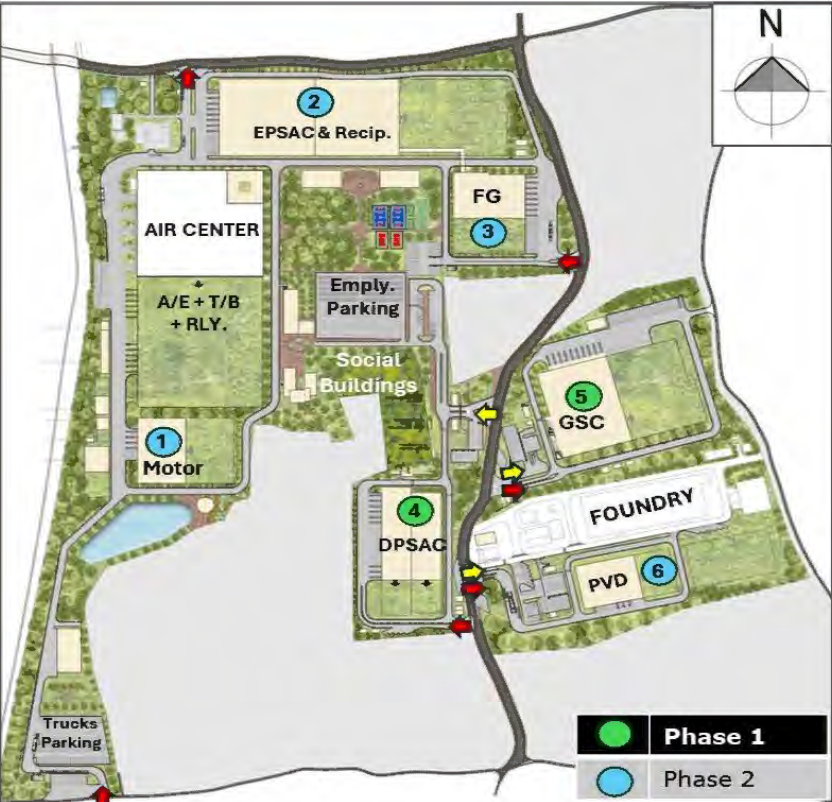 N
2
EPSAC & Recip.
FG
3
AIR CENTER
A/E + T/B
+ RLY.
Emply.
Parking
Social
Buildings
5
GSC
1
Motor
4
DPSAC
FOUNDRY
PVD
6
Trucks
Parking
Phase 1
Phase 2